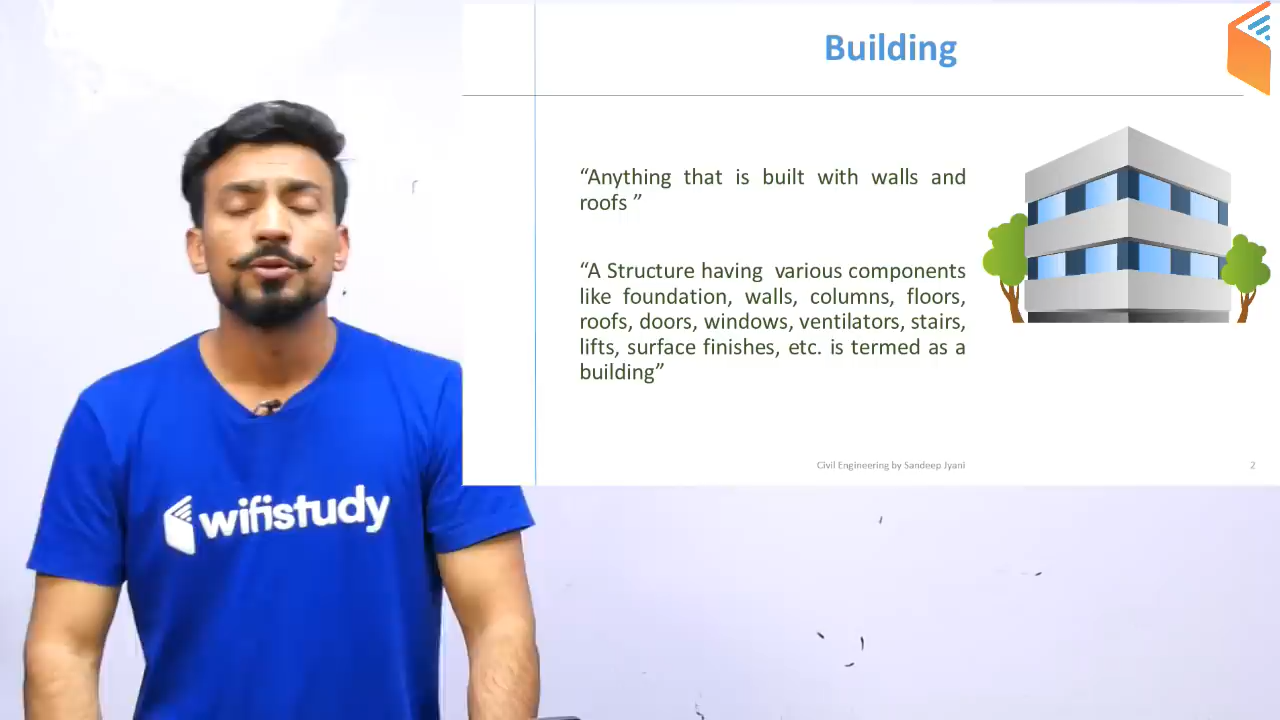 Building
“Anything that is built with walls and
roofs ”
“A Structure having various components
like foundation, walls, columns, floors,
roofs, doors, windows, ventilators, stairs,
lifts, surface finishes, etc. is termed as a
building”
Civil Engineering by Sandeep Jyani
2
wifistudy